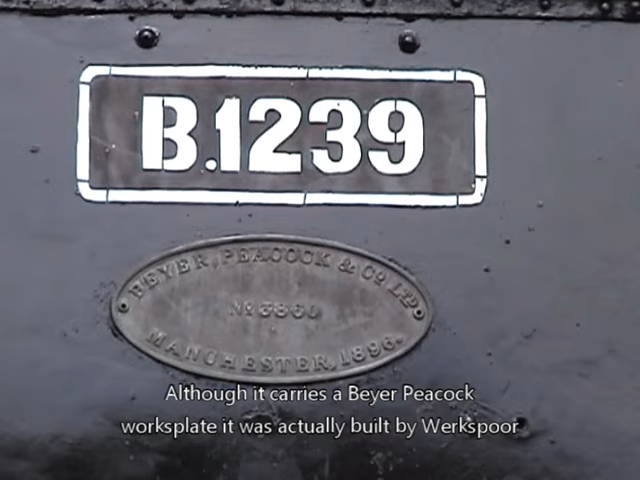 B.1239
BEYER, PEACOCK & CO. LTD
No 3860
MANCHESTER, 1896.
Although it carries a Beyer Peacock
worksplate it was actually built by Werkspoor